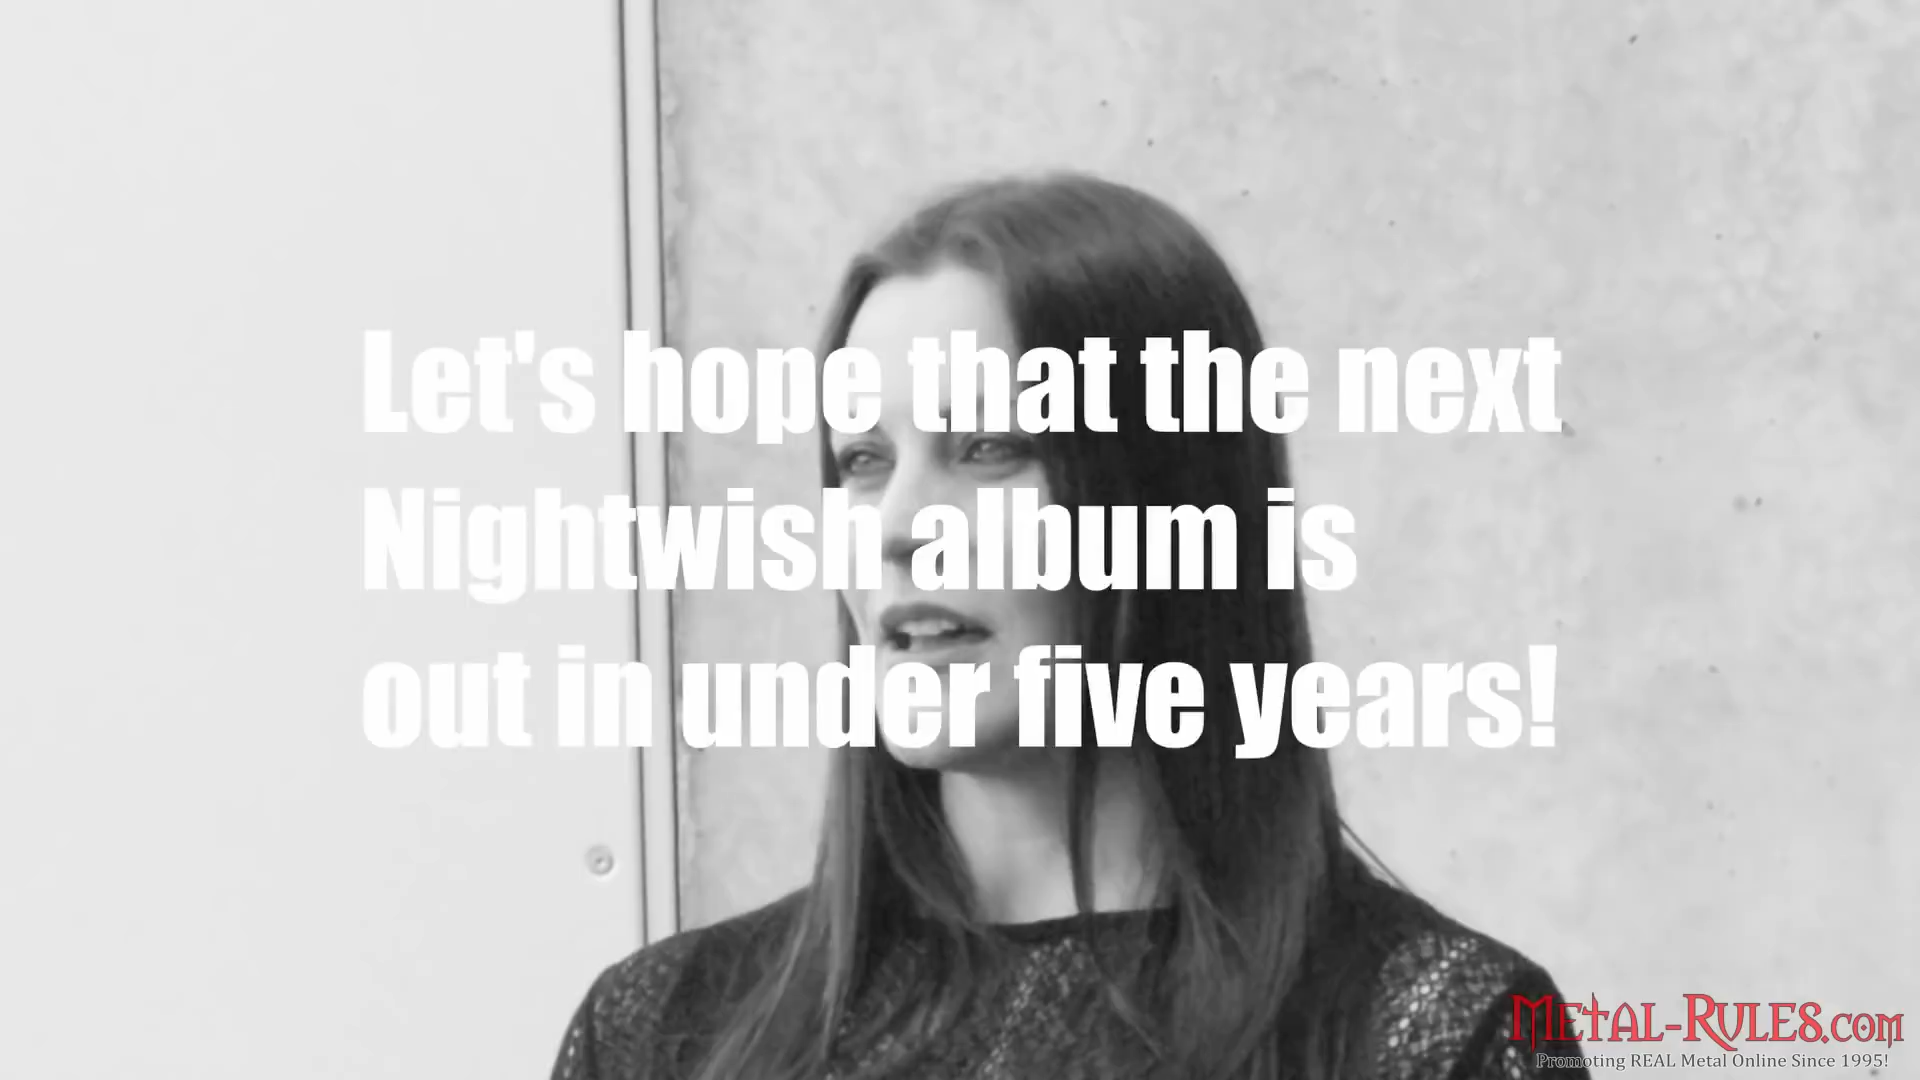 Let's hope that the next
Nightwish album is
out in under five years!
METAL-RULES.COM
Promoting REAL Metal Online Since 1995!